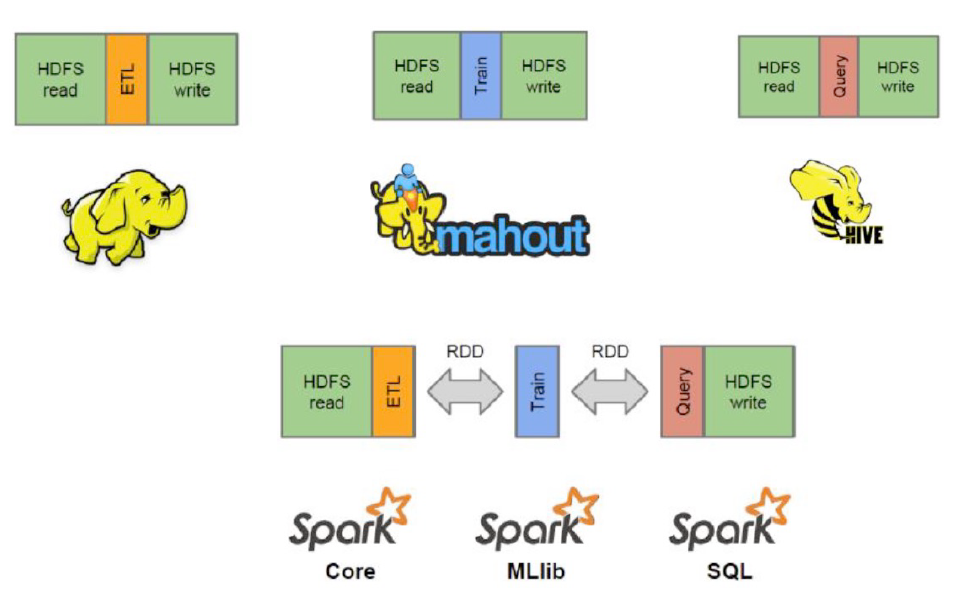 HDFS
read
ETL
HDFS
write
HDFS
read
Train
HDFS
write
HDFS
read
Query
HDFS
write
mahout
HIVE
HDFS
read
ETL
RDD
Train
RDD
Query
HDFS
write
Spark
Core
Spark
MLlib
Spark
SQL